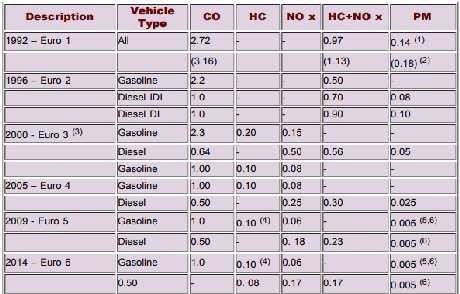 Description Vehicle Type CO HC NO x HC+NO x PM
1992 – Euro 1 All 2.72 - - 0.97 0.14 (1)
(3.16) (1.13) (0.18) (2)
1996 – Euro 2 Gasoline 2.2 - - 0.50 -
Diesel IDI 1.0 - - 0.70 0.08
Diesel DI 1.0 - - 0.90 0.10
2000 - Euro 3 (3) Gasoline 2.3 0.20 0.15 - -
Diesel 0.64 - 0.50 0.56 0.05
Gasoline 1.00 0.10 0.08 - -
2005 – Euro 4 Gasoline 1.00 0.10 0.08 - -
Diesel 0.50 - 0.25 0.30 0.025
2009 - Euro 5 Gasoline 1.0 0.10 (4) 0.06 - 0.005 (5,6)
Diesel 0.50 - 0. 18 0.23 0.005 (6)
2014 – Euro 6 Gasoline 1.0 0.10 (4) 0.06 - 0.005 (5,6)
0.50 - 0. 08 0.17 0.17 0.005 (6)